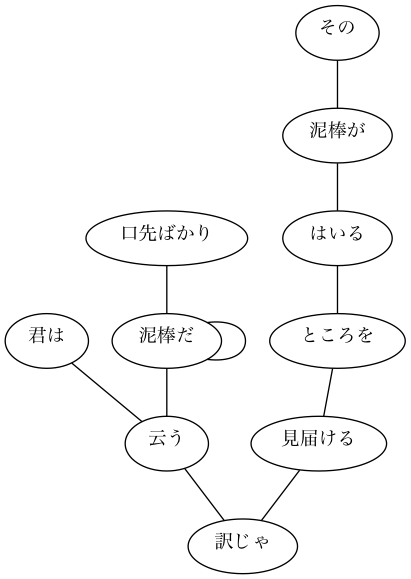 その
泥棒が
口先ばかり
はいる
君は
泥棒だ
ところを
云う
見届ける
訳じゃ